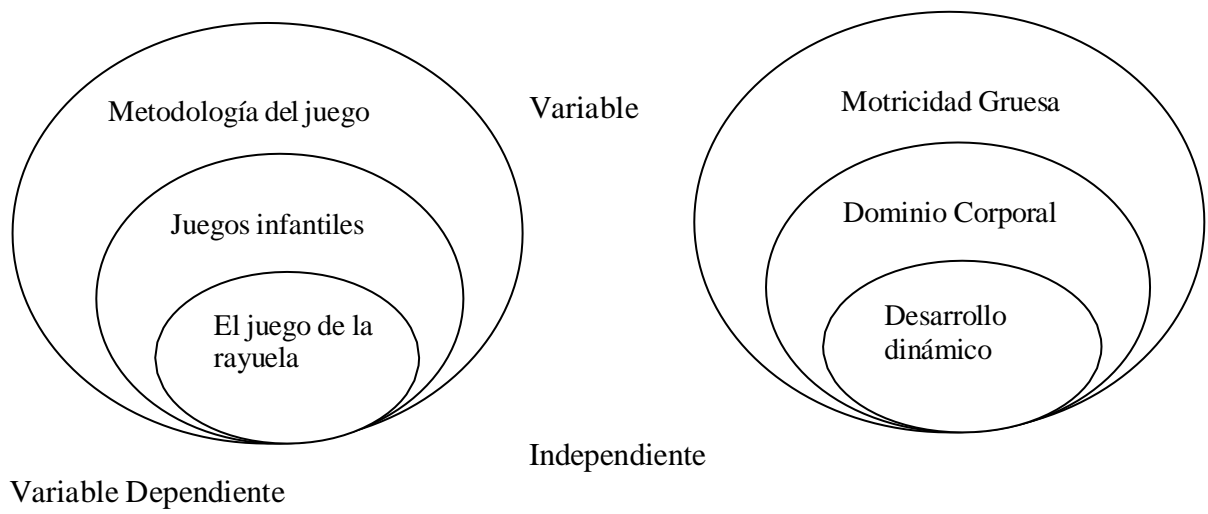 Metodología del juego
Juegos infantiles
El juego de la
rayuela
Variable
Motricidad Gruesa
Dominio Corporal
Desarrollo
dinámico
Independiente
Variable Dependiente